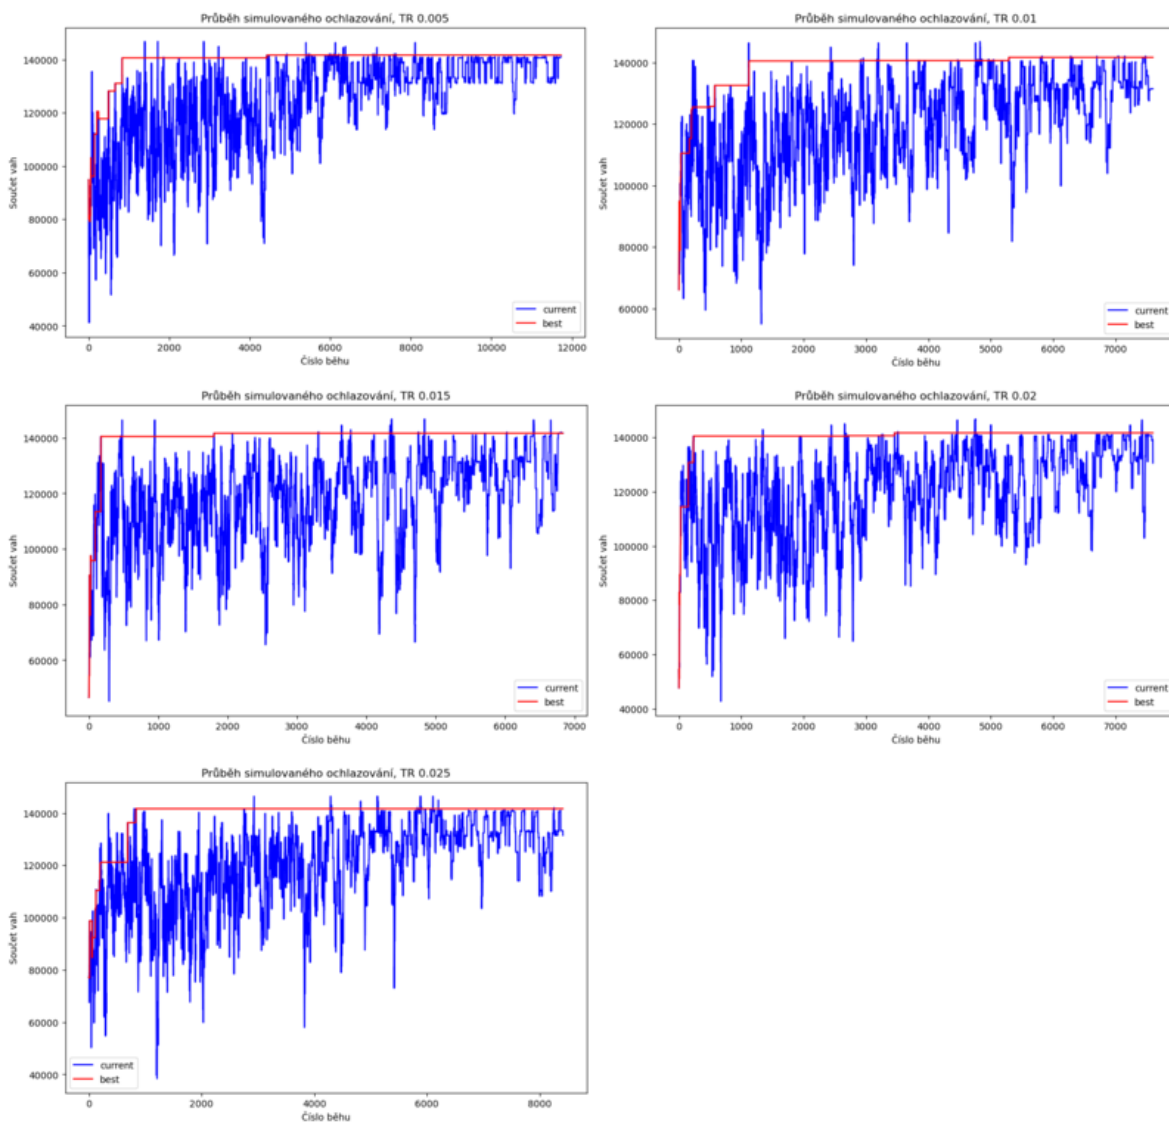 Průběh simulovaného ochlazování, TR 0.005
Součet vah
140000
120000
100000
80000
60000
40000
current
best
0 2000 4000 6000 8000 10000 12000
Číslo běhu
Průběh simulovaného ochlazování, TR 0.01
Součet vah
140000
120000
100000
80000
60000
current
best
0 1000 2000 3000 4000 5000 6000 7000
Číslo běhu
Průběh simulovaného ochlazování, TR 0.015
Součet vah
140000
120000
100000
80000
60000
current
best
0 1000 2000 3000 4000 5000 6000 7000
Číslo běhu
Průběh simulovaného ochlazování, TR 0.02
Součet vah
140000
120000
100000
80000
60000
40000
current
best
0 1000 2000 3000 4000 5000 6000 7000
Číslo běhu
Průběh simulovaného ochlazování, TR 0.025
Součet vah
140000
120000
100000
80000
60000
40000
current
best
0 2000 4000 6000 8000
Číslo běhu